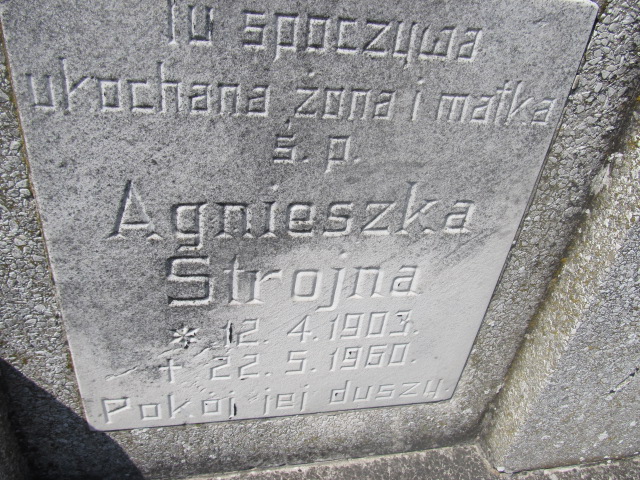 Tu spoczywa
ukochana żona i matka
ś. p.
Agnieszka
Strojna
* 12. 4. 1903.
+ 22. 5. 1960.
Pokój jej duszy.